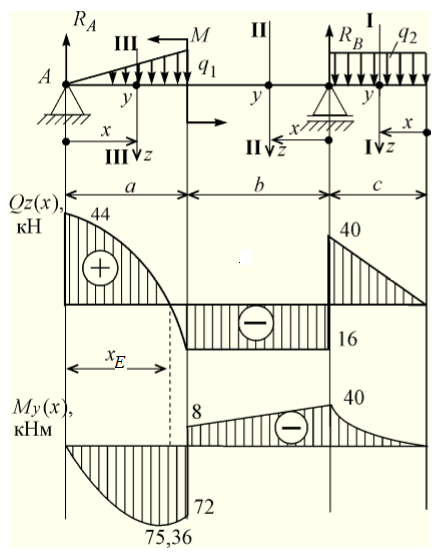 R_A
III
M
II
R_B
I
q_2
A
y
q_1
y
y
x
III
z
II
x
z
I
z
x
a
b
c
Qz(x),
кН
44
+
−
40
16
x_E
My(x),
кНм
8
−
40
72
75,36